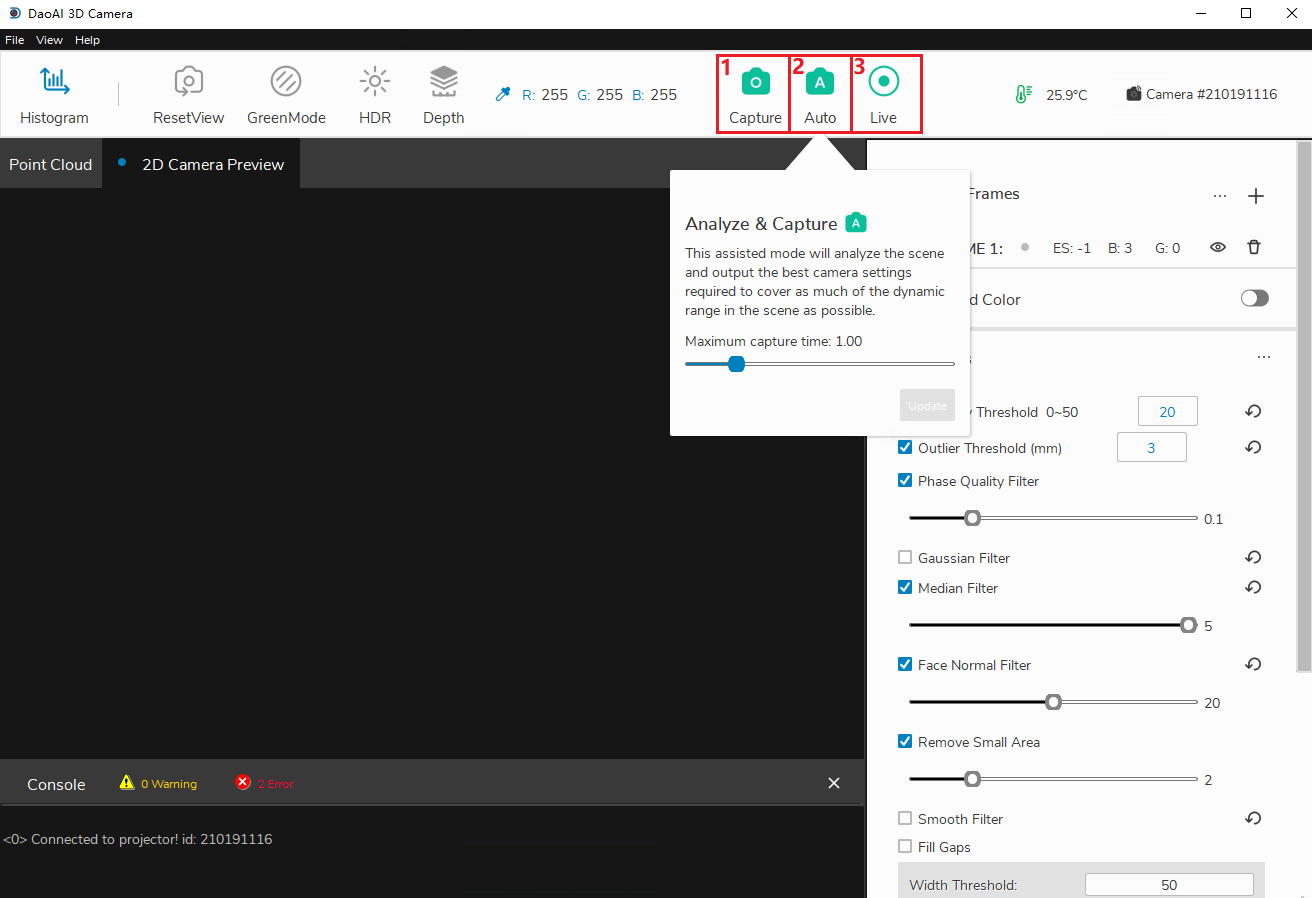 DaoAI 3D Camera
File View Help
1 2 3
Histogram ResetView GreenMode HDR Depth R: 255 G: 255 B: 255 Capture Auto Live 25.9°C Camera #210191116
Point Cloud 2D Camera Preview
Frames
ME 1: ES: -1 B: 3 G: 0
d Color
Analyze & Capture A
This assisted mode will analyze the scene
and output the best camera settings
required to cover as much of the dynamic
range in the scene as possible.
Maximum capture time: 1.00
Update
s
y Threshold 0~50 20
Outlier Threshold (mm) 3
Phase Quality Filter
0.1
Gaussian Filter
Median Filter
5
Face Normal Filter
20
Remove Small Area
2
Smooth Filter
Fill Gaps
Width Threshold: 50
Console 0 Warning 2 Error
<0> Connected to projector! id: 210191116